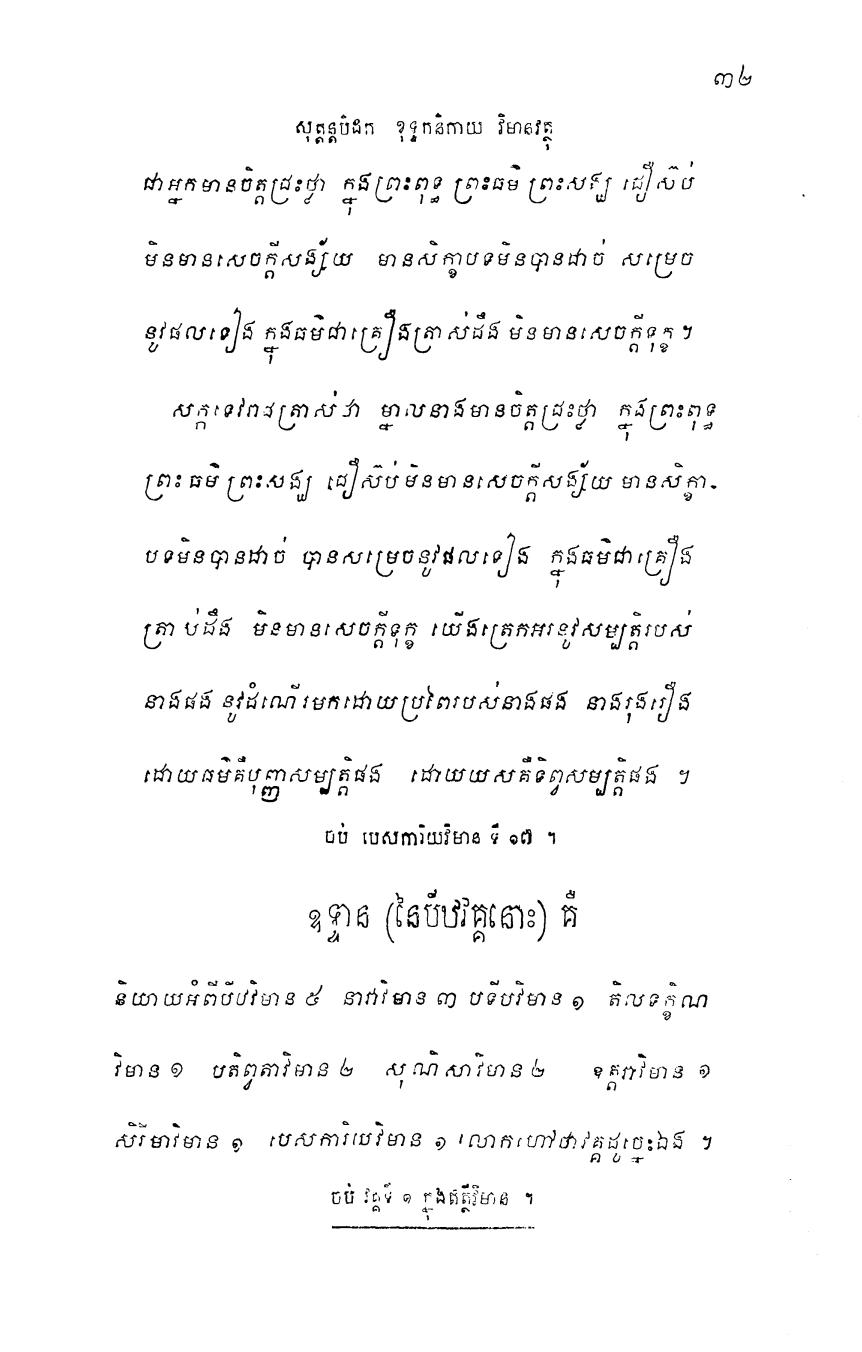 ៣២
សុត្តន្តបិដក ខុទ្ទកនិកាយ វិមានវត្ថុ
ជាអ្នកមានចិត្តជ្រះថ្លា ក្នុងព្រះពុទ្ធ ព្រះធម៌ ព្រះសង្ឃ ជឿស៊ប់
មិនមានសេចក្តីសង្ស័យ មានសិក្ខាបទមិនបានដាច់ សម្រេច
នូវផលទៀង ក្នុងធម៌ជាគ្រឿងត្រាស់ដឹង មិនមានសេចក្តីទុក្ខ។
សក្កទេវរាជត្រាស់ថា ម្នាលនាងមានចិត្តជ្រះថ្លា ក្នុងព្រះពុទ្ធ
ព្រះធម៌ ព្រះសង្ឃ ជឿស៊ប់មិនមានសេចក្តីសង្ស័យ មានសិក្ខា-
បទមិនបានដាច់ បានសម្រេចនូវផលទៀង ក្នុងធម៌ជាគ្រឿង
ត្រាប់ដឹង មិនមានសេចក្តីទុក្ខ យើងត្រេកអរនូវសម្បត្តិរបស់
នាងផង នូវដំណើរមកដោយប្រពៃរបស់នាងផង នាងរុងរឿង
ដោយធម៌គឺបុញ្ញសម្បត្តិផង ដោយយសគឺទិព្វសម្បត្តិផង ។
ចប់ បេសការិយវិមាន ទី ១៧ ។
ឧទ្ទាន (នៃបីឋវគ្គនោះ) គឺ
និយាយអំពីបីឋវិមាន ៥ នាវាវិមាន ៣ បទីបវិមាន ១ តិលទក្ខិណ
វិមាន ១ បតិព្វតាវិមាន ២ សុណិសាវិមាន ២ ឧត្តរាវិមាន ១
សិរីមាវិមាន ១ បេសការិយវិមាន ១ លោកហៅថាវគ្គដូច្នេះឯង ។
ចប់ វគ្គទី ១ ក្នុងឥត្ថីវិមាន ។